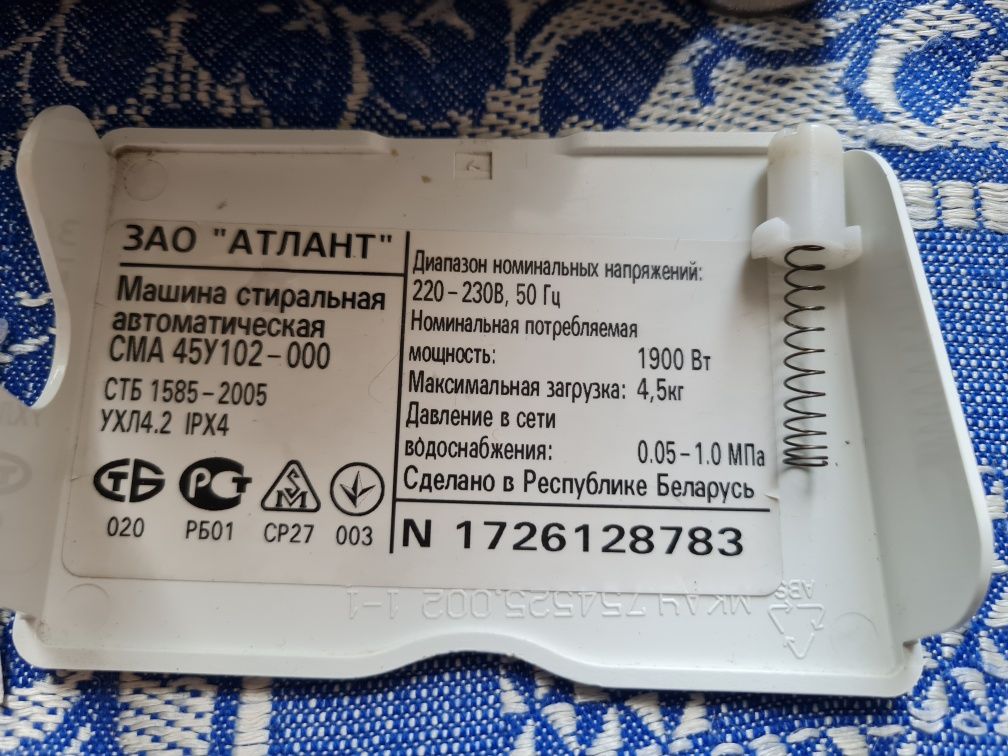 ЗАО "АТЛАНТ"
Машина стиральная
автоматическая
СМА 45У102-000
СТБ 1585-2005
УХЛ4.2 IPX4
СТБ
РСТ
020
РБ01
СР27
003
Диапазон номинальных напряжений:
220-230В, 50 Гц
Номинальная потребляемая
мощность: 1900 Вт
Максимальная загрузка: 4,5кг
Давление в сети
водоснабжения: 0.05-1.0 МПа
Сделано в Республике Беларусь
N 1726128783
МКАЧ 754525.002 1-1
ABS